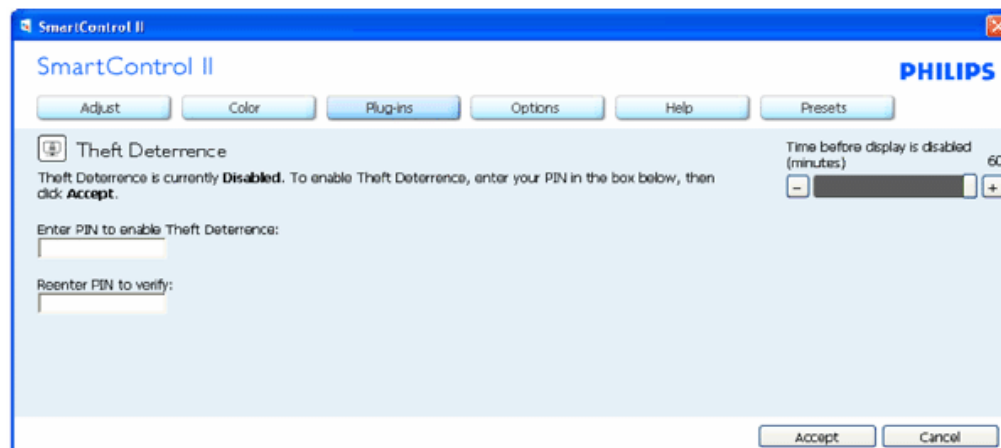 SmartControl II
SmartControl II
PHILIPS
Adjust Color Plug-ins Options Help Presets
Theft Deterrence
Theft Deterrence is currently Disabled. To enable Theft Deterrence, enter your PIN in the box below, then
click Accept.
Time before display is disabled
(minutes) 60
- +
Enter PIN to enable Theft Deterrence:
Reenter PIN to verify:
Accept Cancel